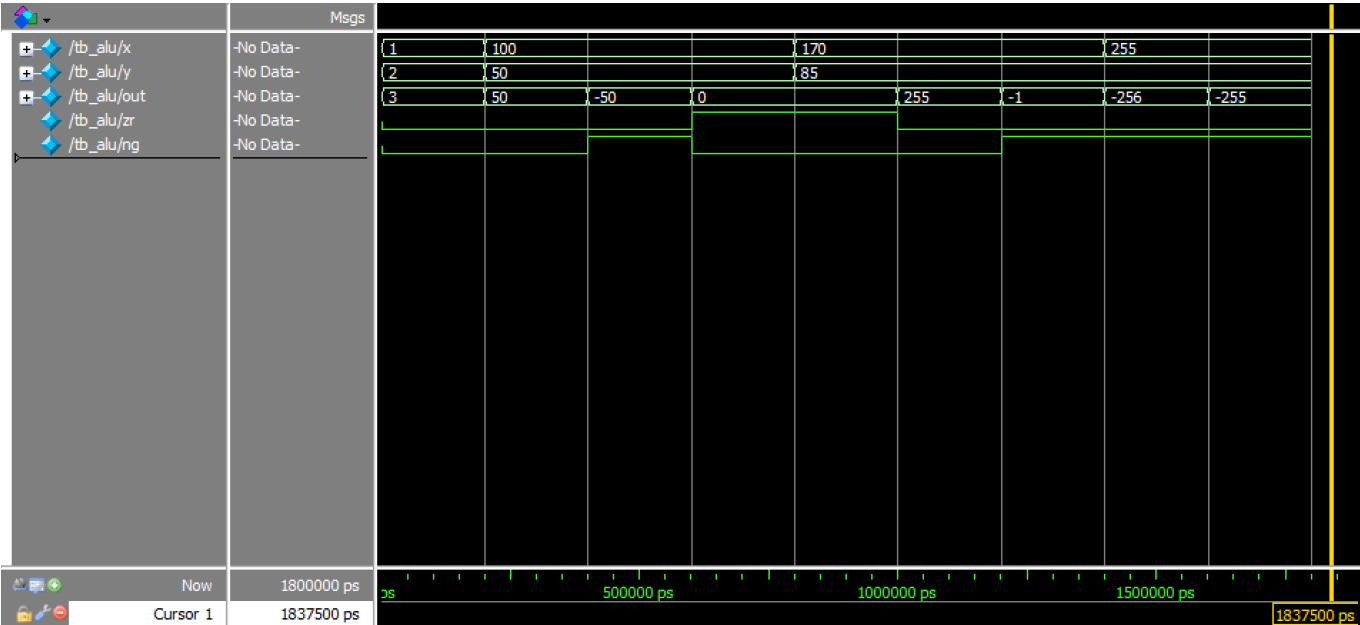 Msgs
/tb_alu/x -No Data- 1 100 170 255
/tb_alu/y -No Data- 2 50 85
/tb_alu/out -No Data- 3 50 -50 0 255 -1 -256 -255
/tb_alu/zr -No Data-
/tb_alu/ng -No Data-
Now 1800000 ps ps 500000 ps 1000000 ps 1500000 ps
Cursor 1 1837500 ps 1837500 ps